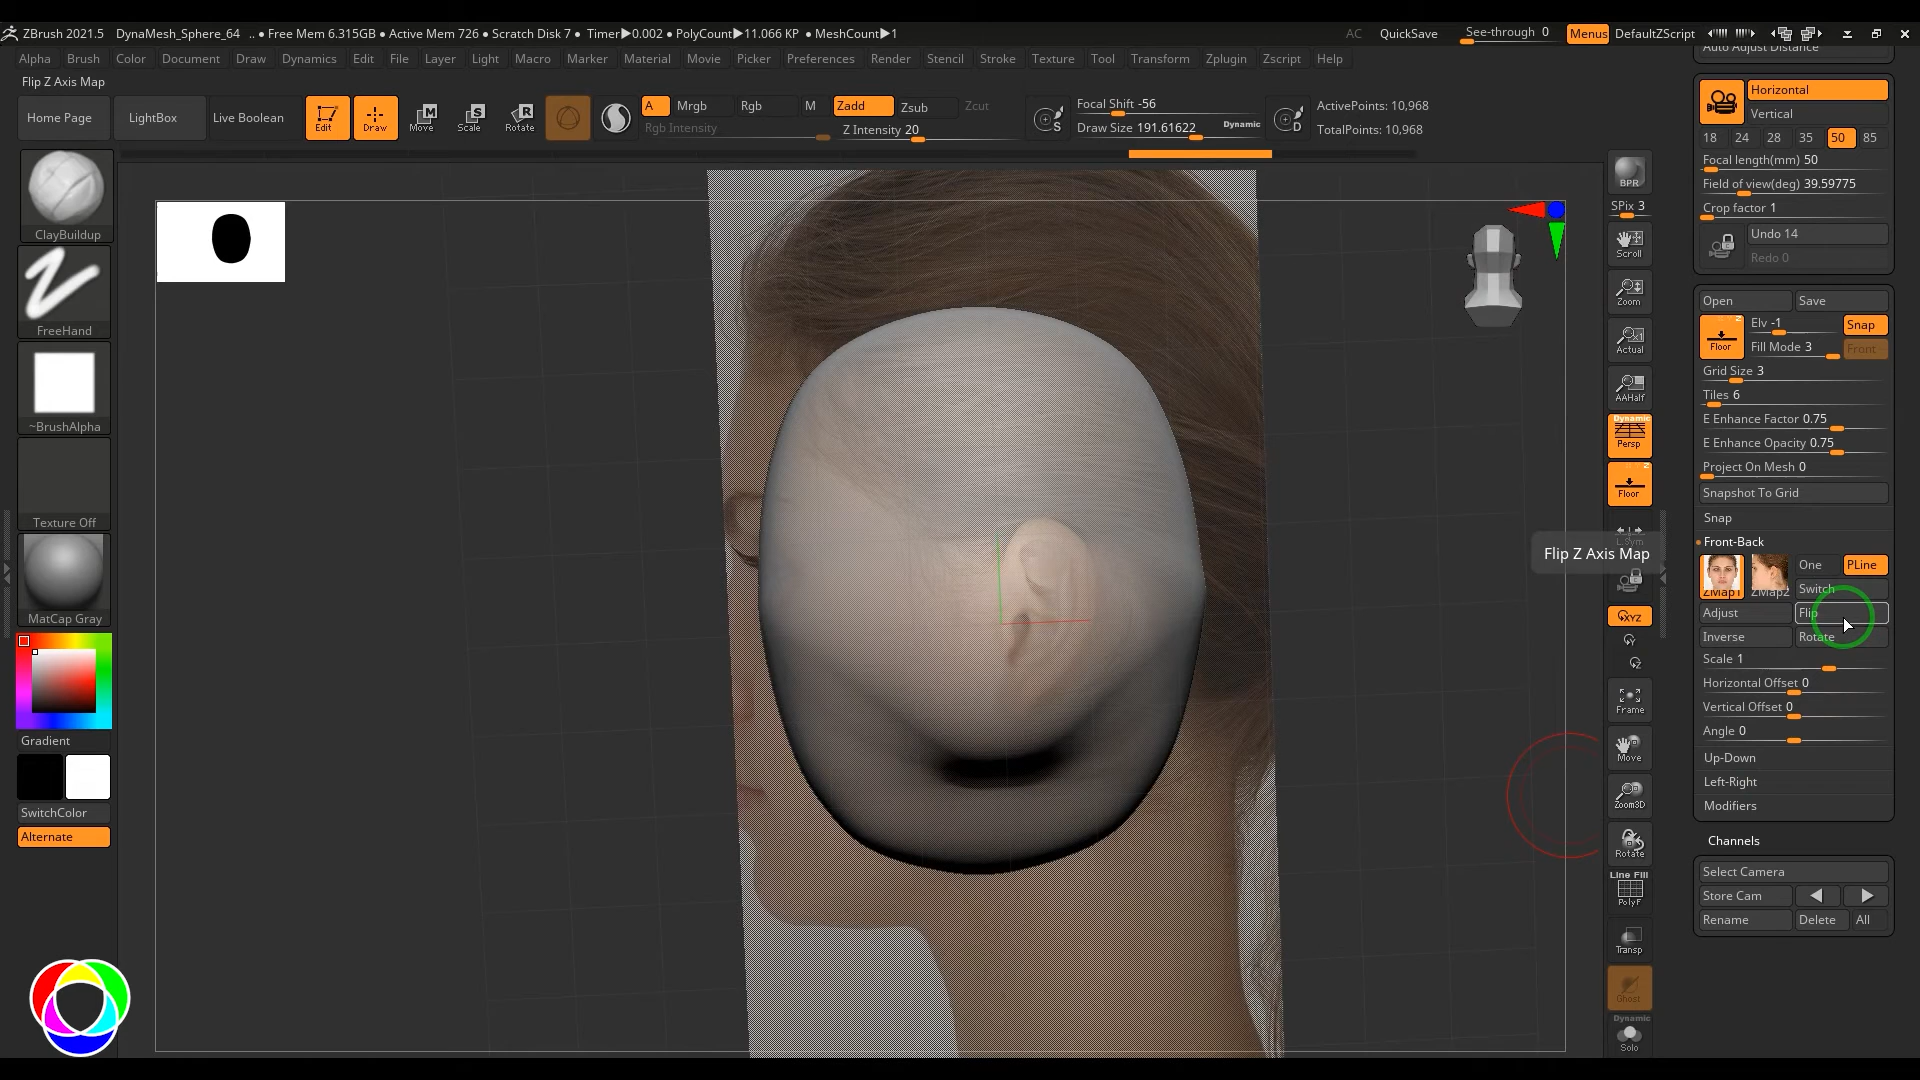 ZBrush 2021.5 DynaMesh_Sphere_64 .. ● Free Mem 6.315GB ● Active Mem 726 ● Scratch Disk 7 ● Timer▶0.002 ● PolyCount▶11.066 KP ● MeshCount▶1 AC QuickSave See-through 0 Menus DefaultZScript
Alpha Brush Color Document Draw Dynamics Edit File Layer Light Macro Marker Material Movie Picker Preferences Render Stencil Stroke Texture Tool Transform Zplugin Zscript Help
Auto Adjust Distance
Flip Z Axis Map
Home Page LightBox Live Boolean Edit Draw Move Scale Rotate
A Mrgb Rgb M Zadd Zsub Zcut
Rgb Intensity Z Intensity 20
S Focal Shift -56
Draw Size 191.61622 Dynamic D
ActivePoints: 10,968
TotalPoints: 10,968
ClayBuildup
FreeHand
~BrushAlpha
Texture Off
MatCap Gray
Gradient
SwitchColor
Alternate
BPR
SPix 3
Scroll
Zoom
Actual
AAHalf
Dynamic
Persp
Floor
L.Sym
Flip Z Axis Map
XYZ
Y
Z
Frame
Move
Zoom3D
Rotate
Line Fill
PolyF
Transp
Ghost
Dynamic
Solo
Horizontal
Vertical
18 24 28 35 50 85
Focal length(mm) 50
Field of view(deg) 39.59775
Crop factor 1
Undo 14
Redo 0
Open Save
Floor Elv -1 Snap
Fill Mode 3 Front
Grid Size 3
Tiles 6
E Enhance Factor 0.75
E Enhance Opacity 0.75
Project On Mesh 0
Snapshot To Grid
Snap
Front-Back
ZMap1 ZMap2 One PLine
Switch
Adjust Flip
Inverse Rotate
Scale 1
Horizontal Offset 0
Vertical Offset 0
Angle 0
Up-Down
Left-Right
Modifiers
Channels
Select Camera
Store Cam
Rename Delete All